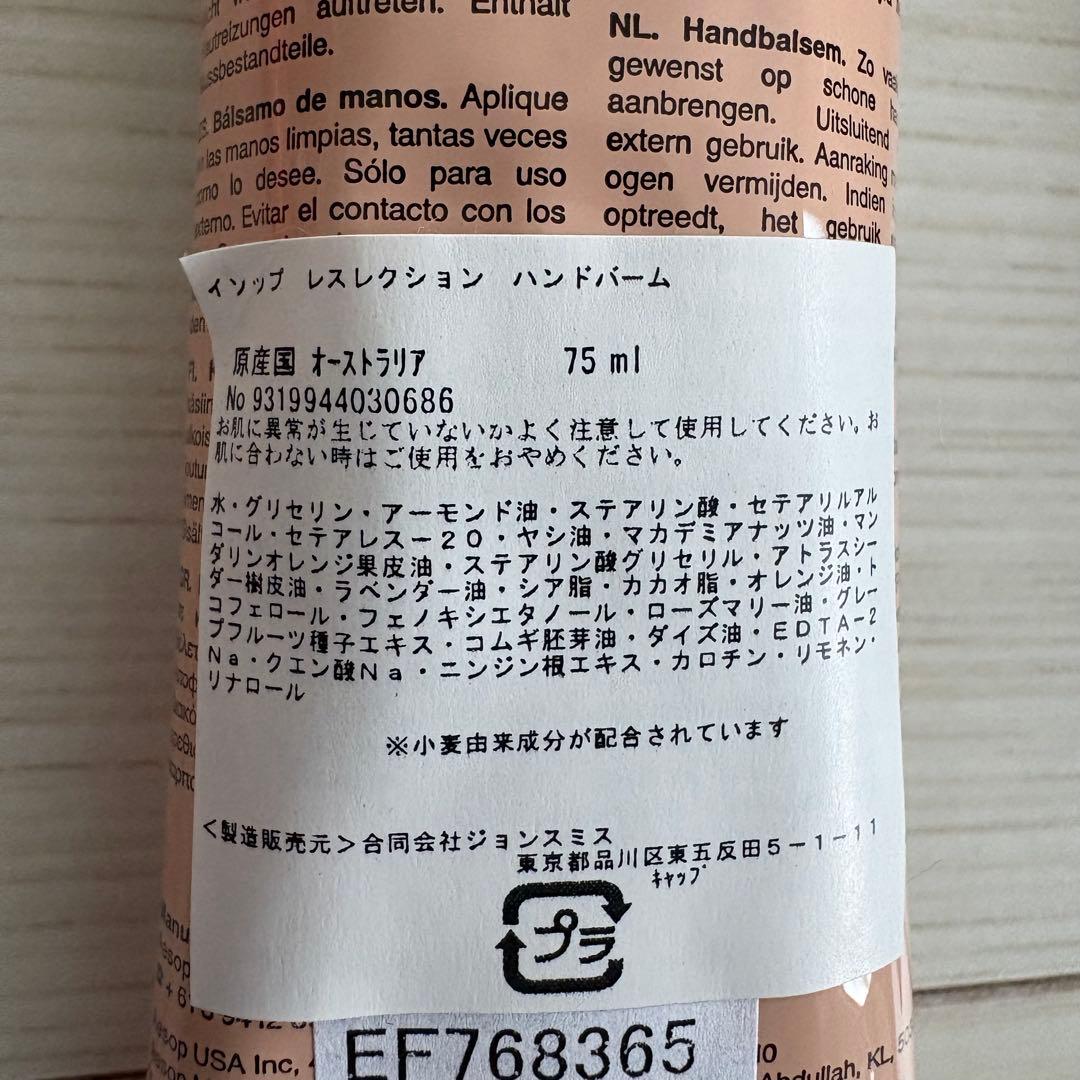 autreizungen auftreten. Enthält
ussbestandteile.
Bálsamo de manos. Aplique
las manos limpias, tantas veces
como lo desee. Sólo para uso
externo. Evitar el contacto con los
NL. Handbalsem. Zo
gewenst op schone
aanbrengen. Uitsluitend
extern gebruik. Aanraking
ogen vermijden. Indien
optreedt, het gebruik
イソップ レスレクション ハンドバーム
原産国 オーストラリア 75 ml
No 9319944030686
お肌に異常が生じていないかよく注意して使用してください。お
肌に合わない時はご使用をおやめください。
水・グリセリン・アーモンド油・ステアリン酸・セテアリルアル
コール・セテアレスー20・ヤシ油・マカデミアナッツ油・マン
ダリンオレンジ果皮油・ステアリン酸グリセリル・アトラスシー
ダー樹皮油・ラベンダー油・シア脂・カカオ脂・オレンジ油・ト
コフェロール・フェノキシエタノール・ローズマリー油・グレー
プフルーツ種子エキス・コムギ胚芽油・ダイズ油・EDTA-2
Na・クエン酸Na・ニンジン根エキス・カロチン・リモネン・
リナロール
※小麦由来成分が配合されています
＜製造販売元＞合同会社ジョンスミス
東京都品川区東五反田5-1-11
キャップ
プラ
EF768365
USA Inc,
Abdullah, KL,